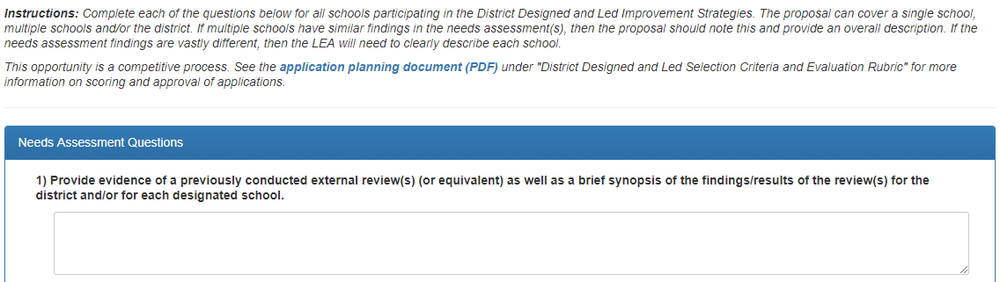 Instructions: Complete each of the questions below for all schools participating in the District Designed and Led Improvement Strategies. The proposal can cover a single school,
multiple schools and/or the district. If multiple schools have similar findings in the needs assessment(s), then the proposal should note this and provide an overall description. If the
needs assessment findings are vastly different, then the LEA will need to clearly describe each school.
This opportunity is a competitive process. See the application planning document (PDF) under "District Designed and Led Selection Criteria and Evaluation Rubric" for more
information on scoring and approval of applications.
Needs Assessment Questions
1) Provide evidence of a previously conducted external review(s) (or equivalent) as well as a brief synopsis of the findings/results of the review(s) for the
district and/or for each designated school.